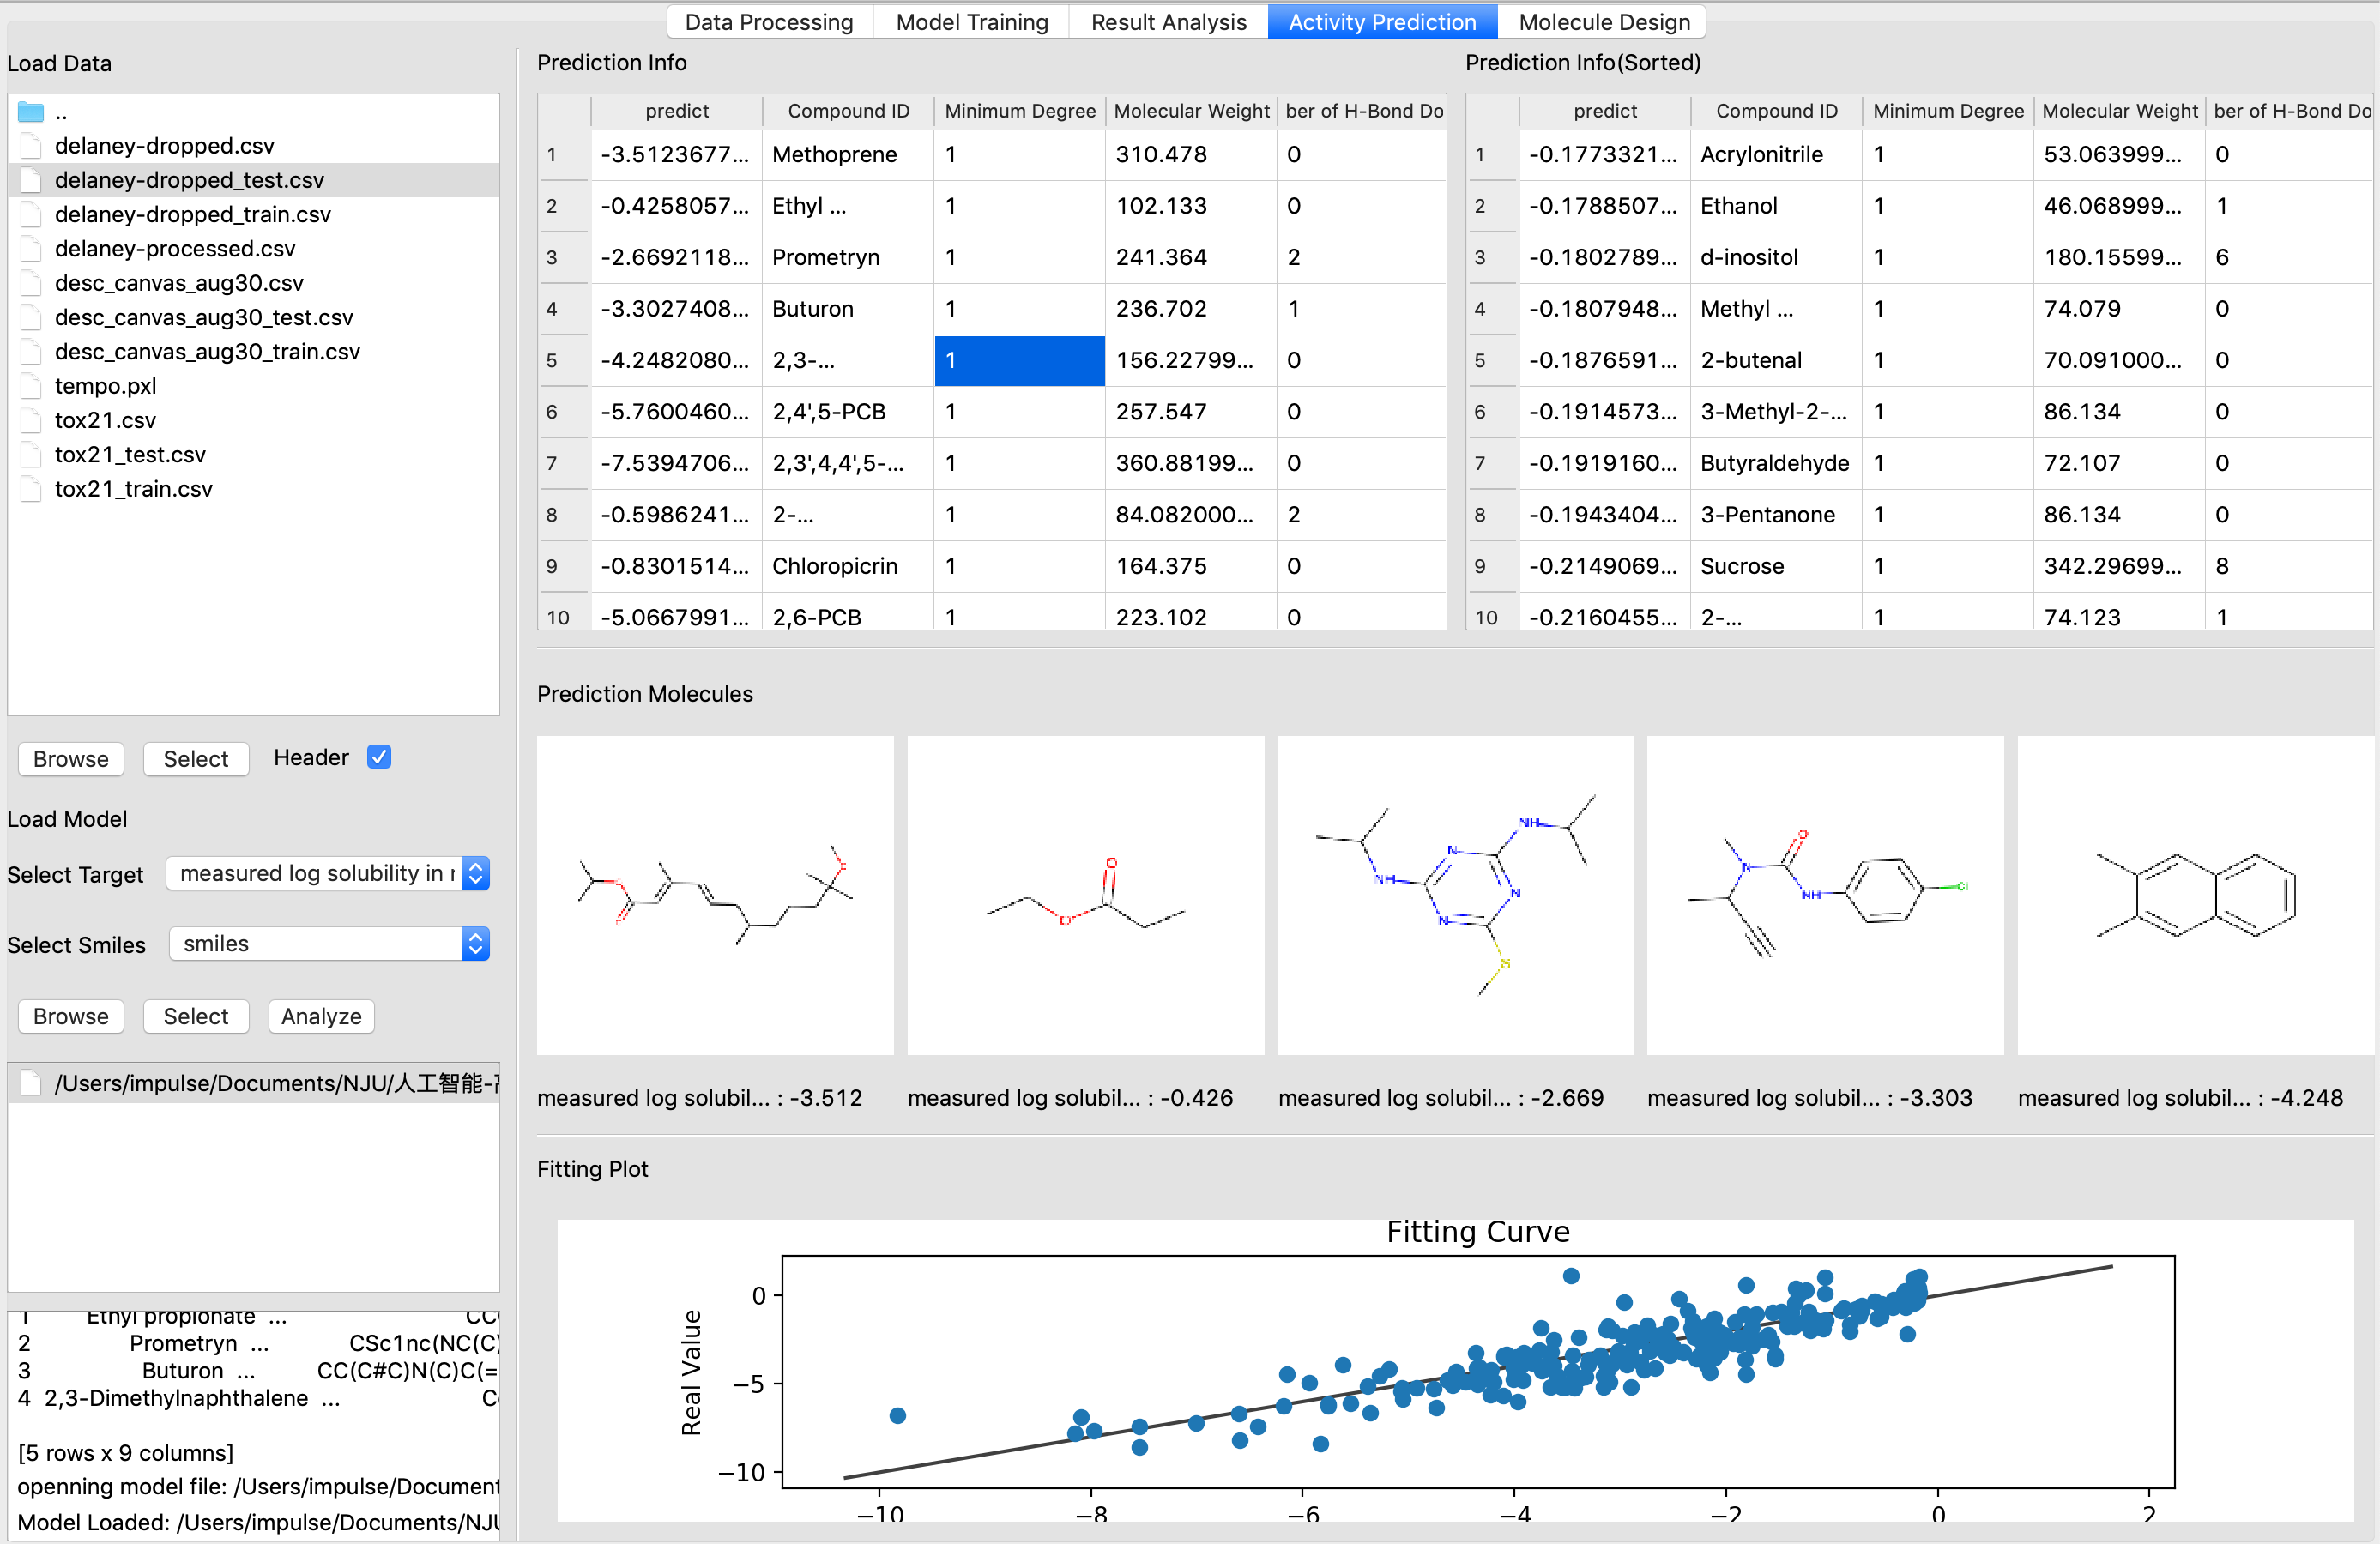 Data Processing Model Training Result Analysis Activity Prediction Molecule Design
Load Data
..
delaney-dropped.csv
delaney-dropped_test.csv
delaney-dropped_train.csv
delaney-processed.csv
desc_canvas_aug30.csv
desc_canvas_aug30_test.csv
desc_canvas_aug30_train.csv
tempo.pxl
tox21.csv
tox21_test.csv
tox21_train.csv
Browse Select Header
Load Model
Select Target measured log solubility in
Select Smiles smiles
Browse Select Analyze
/Users/impulse/Documents/NJU/人工智能-
1 Ethyl propionate ... CC
2 Prometryn ... CSc1nc(NC(C)
3 Buturon ... CC(C#C)N(C)C(=
4 2,3-Dimethylnaphthalene ... C
[5 rows x 9 columns]
openning model file: /Users/impulse/Document
Model Loaded: /Users/impulse/Documents/NJU
Prediction Info
predict Compound ID Minimum Degree Molecular Weight ber of H-Bond Do
1 -3.5123677... Methoprene 1 310.478 0
2 -0.4258057... Ethyl ... 1 102.133 0
3 -2.6692118... Prometryn 1 241.364 2
4 -3.3027408... Buturon 1 236.702 1
5 -4.2482080... 2,3-... 1 156.22799... 0
6 -5.7600460... 2,4',5-PCB 1 257.547 0
7 -7.5394706... 2,3',4,4',5-... 1 360.88199... 0
8 -0.5986241... 2-... 1 84.082000... 2
9 -0.8301514... Chloropicrin 1 164.375 0
10 -5.0667991... 2,6-PCB 1 223.102 0
Prediction Info(Sorted)
predict Compound ID Minimum Degree Molecular Weight ber of H-Bond Do
1 -0.1773321... Acrylonitrile 1 53.063999... 0
2 -0.1788507... Ethanol 1 46.068999... 1
3 -0.1802789... d-inositol 1 180.15599... 6
4 -0.1807948... Methyl ... 1 74.079 0
5 -0.1876591... 2-butenal 1 70.091000... 0
6 -0.1914573... 3-Methyl-2-... 1 86.134 0
7 -0.1919160... Butyraldehyde 1 72.107 0
8 -0.1943404... 3-Pentanone 1 86.134 0
9 -0.2149069... Sucrose 1 342.29699... 8
10 -0.2160455... 2-... 1 74.123 1
Prediction Molecules
O O O
O O
NH N N N NH S
N O NH Cl
measured log solubil... : -3.512
measured log solubil... : -0.426
measured log solubil... : -2.669
measured log solubil... : -3.303
measured log solubil... : -4.248
Fitting Plot
Fitting Curve
Real Value
0
−5
−10
−10 −8 −6 −4 −2 0 2